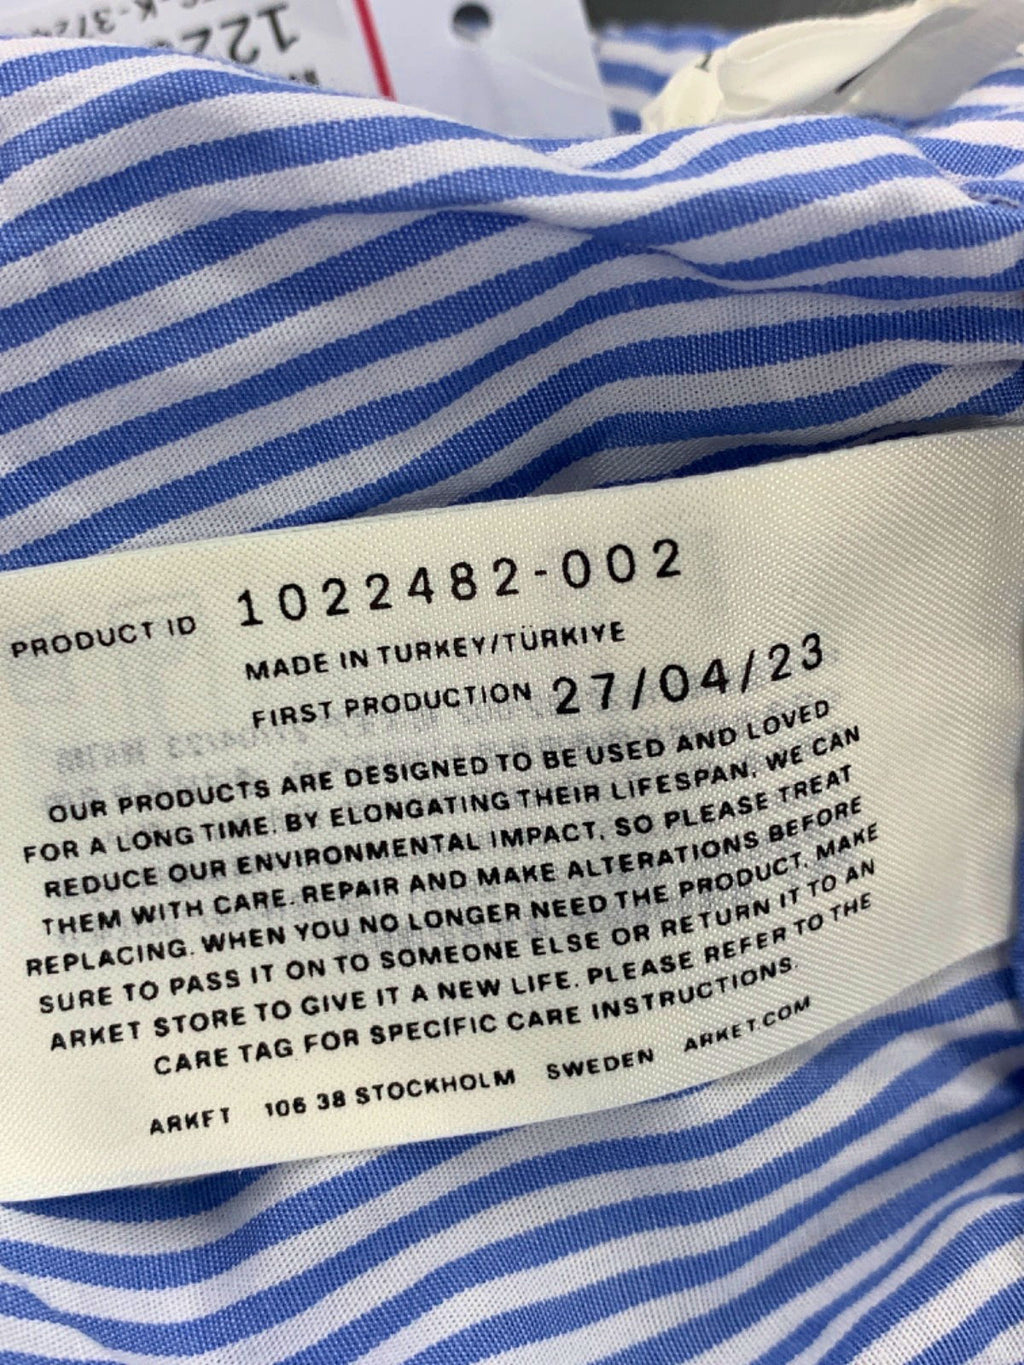 PRODUCT ID 1022482-002
MADE IN TURKEY/TÜRKIYE
FIRST PRODUCTION 27/04/23
OUR PRODUCTS ARE DESIGNED TO BE USED AND LOVED
FOR A LONG TIME. BY ELONGATING THEIR LIFESPAN, WE CAN
REDUCE OUR ENVIRONMENTAL IMPACT, SO PLEASE TREAT
THEM WITH CARE. REPAIR AND MAKE ALTERATIONS BEFORE
REPLACING. WHEN YOU NO LONGER NEED THE PRODUCT, MAKE
SURE TO PASS IT ON TO SOMEONE ELSE OR RETURN IT TO AN
ARKET STORE TO GIVE IT A NEW LIFE. PLEASE REFER TO THE
CARE TAG FOR SPECIFIC CARE INSTRUCTIONS.
ARKET 106 38 STOCKHOLM SWEDEN ARKET.COM